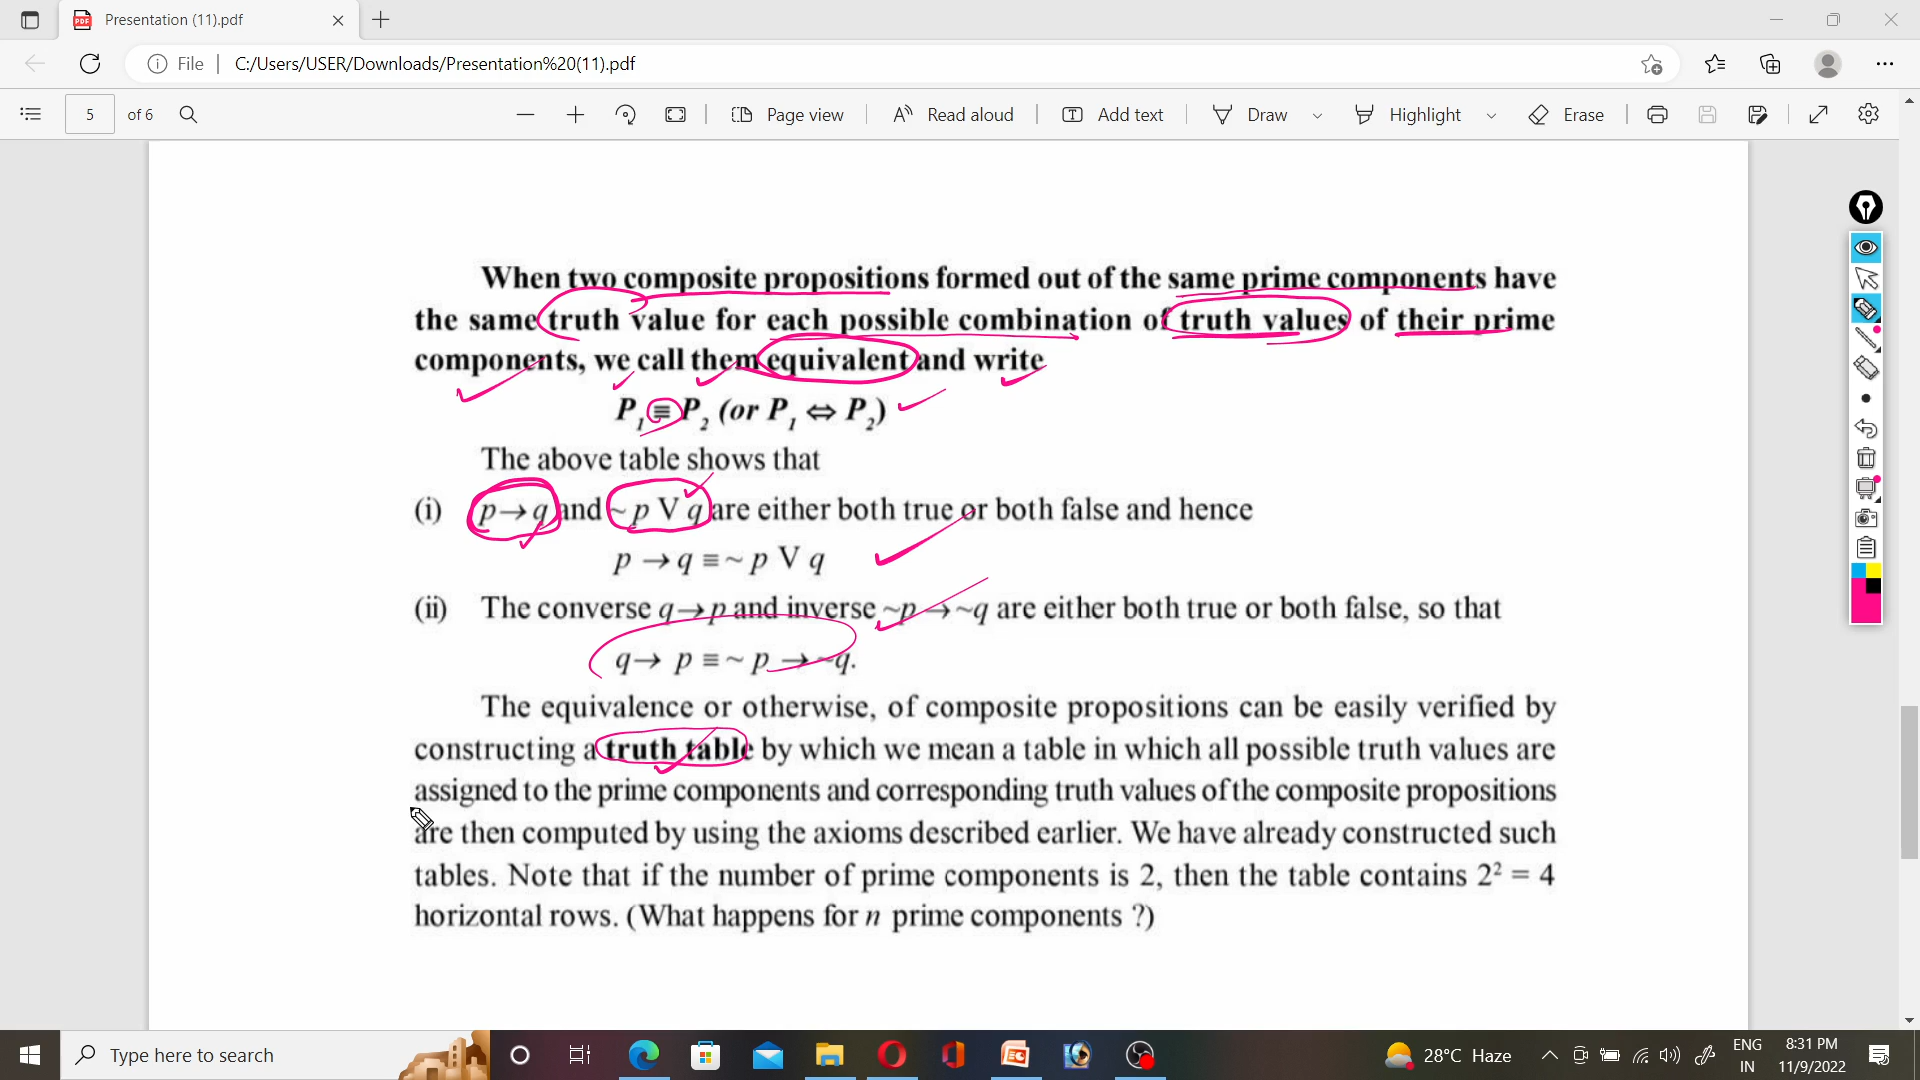 Presentation (11).pdf
File C:/Users/USER/Downloads/Presentation%20(11).pdf
5 of 6 Page view Read aloud Add text Draw Highlight Erase
When two composite propositions formed out of the same prime components have
the same truth value for each possible combination of truth values of their prime
components, we call them equivalent and write
P₁ ≡ P₂ (or P₁ ⇔ P₂)
The above table shows that
(i) p→q and ~ p V q are either both true or both false and hence
p → q ≡ ~ p V q
(ii) The converse q→p and inverse ~p→~q are either both true or both false, so that
q→ p ≡ ~ p → ~q.
The equivalence or otherwise, of composite propositions can be easily verified by
constructing a truth table by which we mean a table in which all possible truth values are
assigned to the prime components and corresponding truth values of the composite propositions
are then computed by using the axioms described earlier. We have already constructed such
tables. Note that if the number of prime components is 2, then the table contains 2² = 4
horizontal rows. (What happens for n prime components ?)
Type here to search
28°C Haze
ENG
IN
8:31 PM
11/9/2022